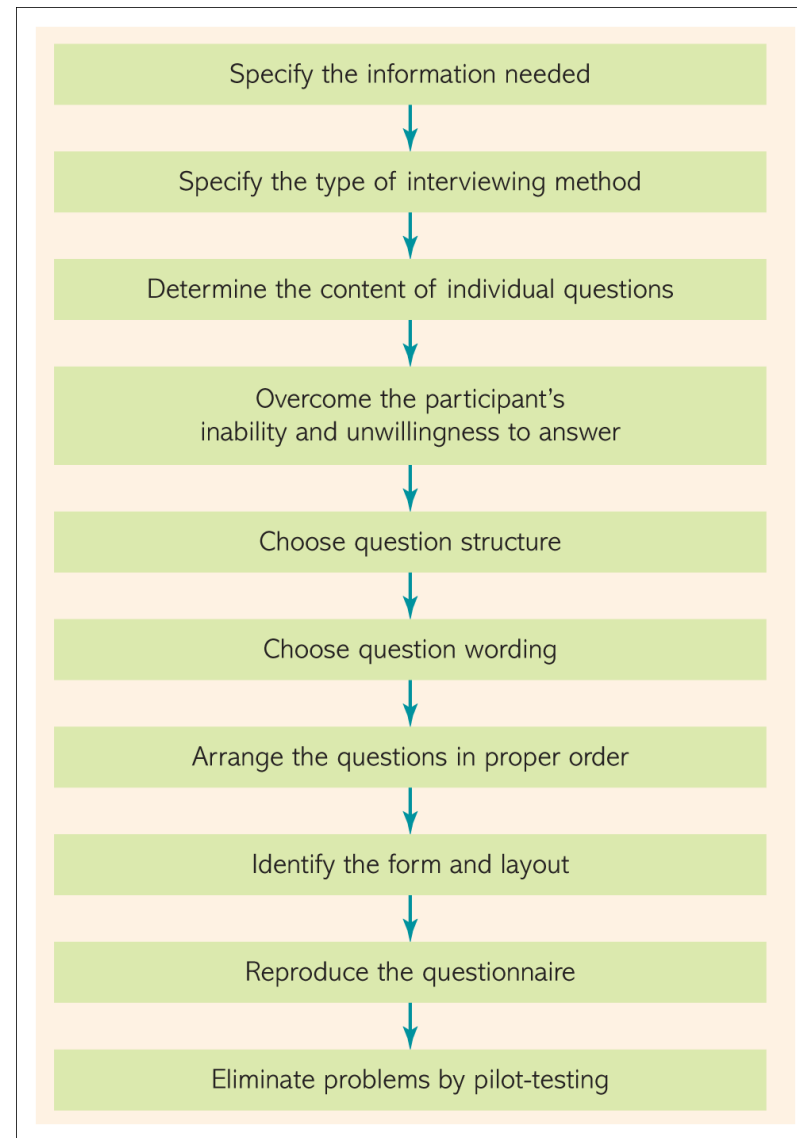 Specify the information needed
Specify the type of interviewing method
Determine the content of individual questions
Overcome the participant’s
inability and unwillingness to answer
Choose question structure
Choose question wording
Arrange the questions in proper order
Identify the form and layout
Reproduce the questionnaire
Eliminate problems by pilot-testing